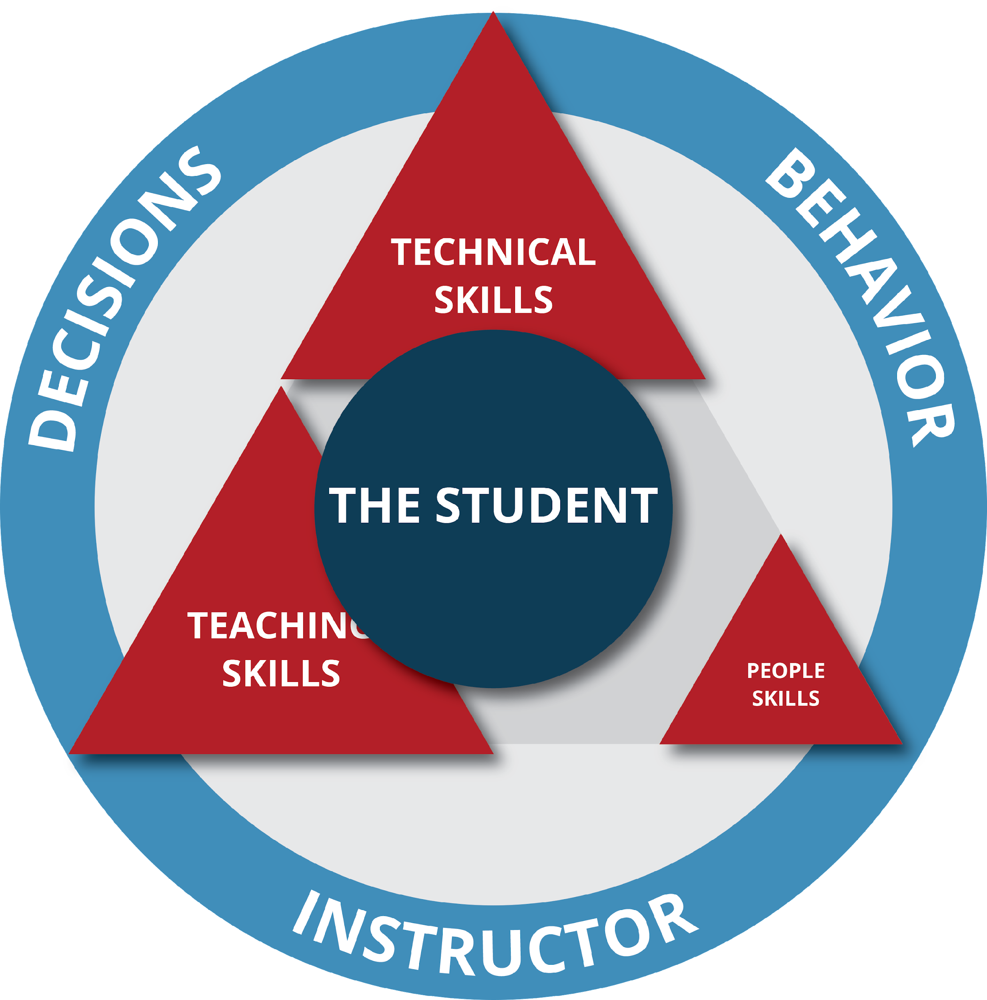 DECISIONS
BEHAVIOR
TECHNICAL
SKILLS
THE STUDENT
TEACHING
SKILLS
PEOPLE
SKILLS
INSTRUCTOR